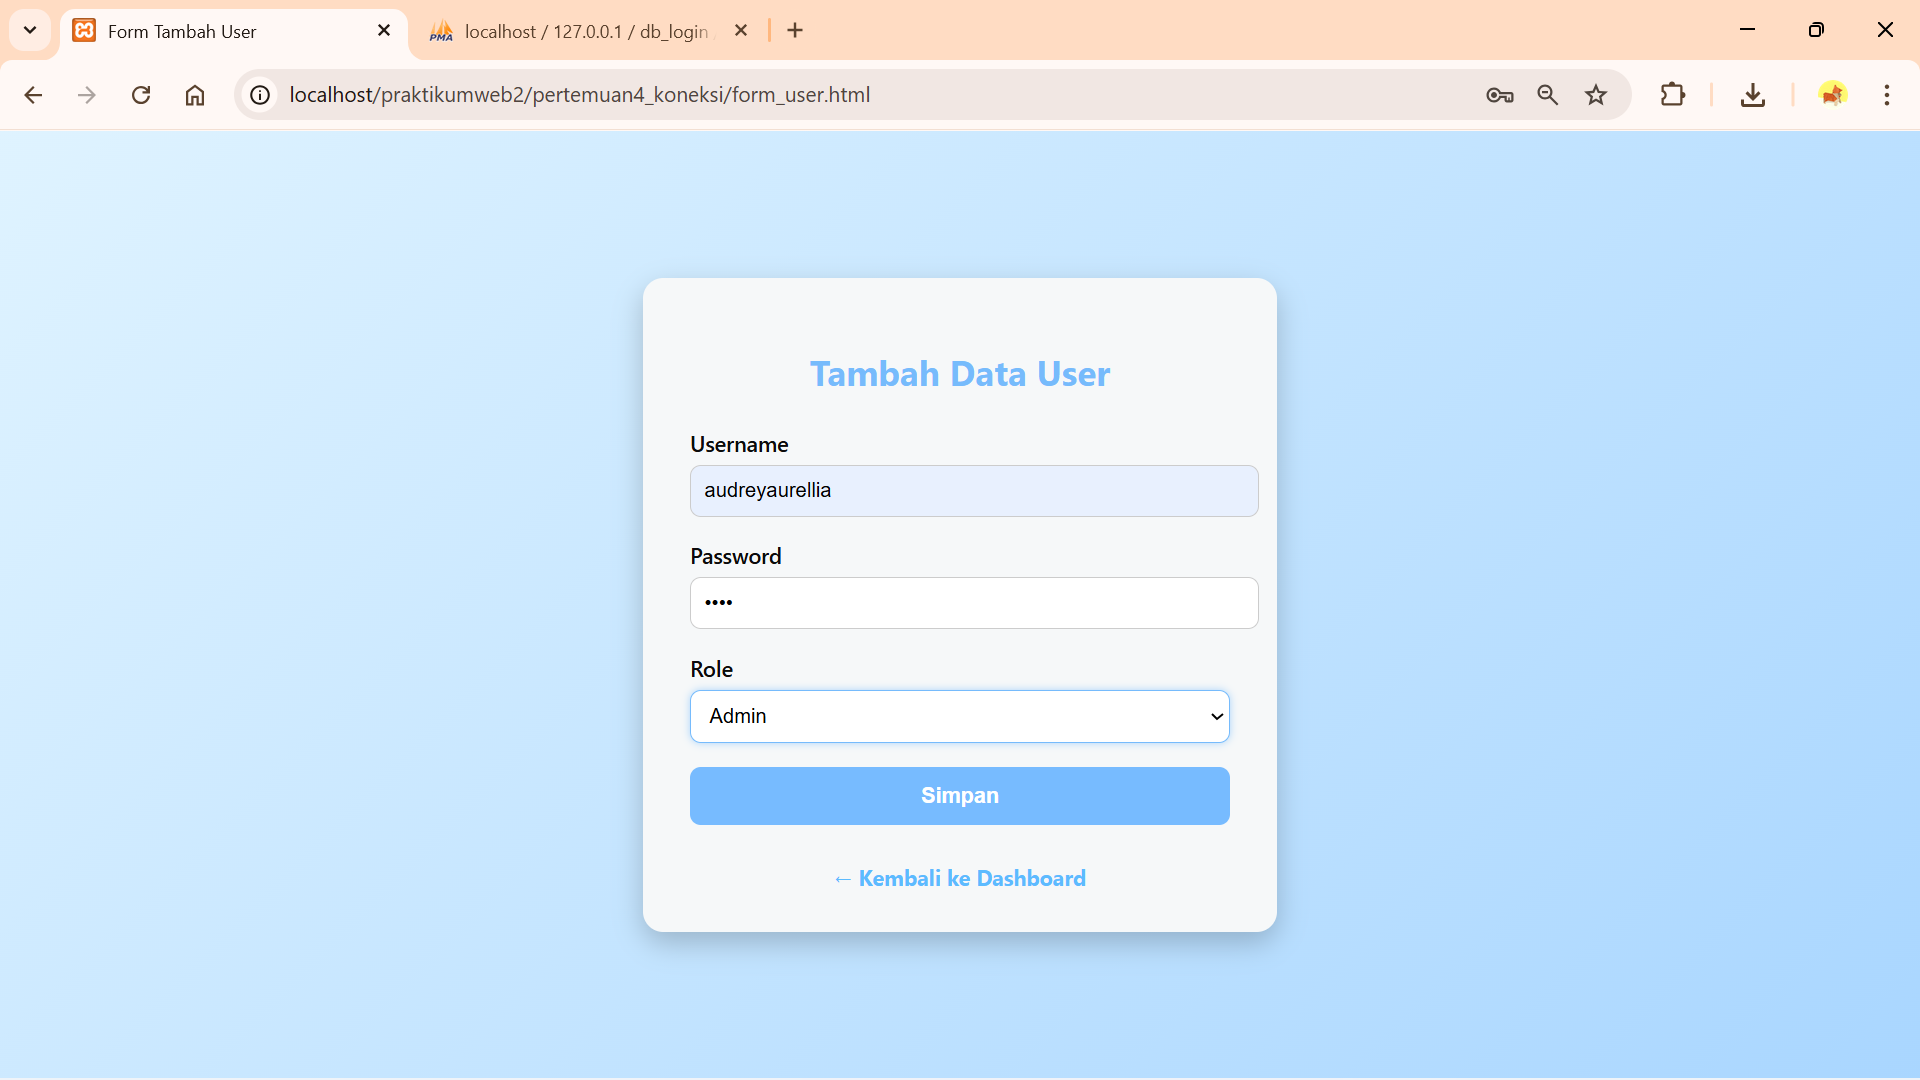 Form Tambah User
localhost / 127.0.0.1 / db_login
localhost/praktikumweb2/pertemuan4_koneksi/form_user.html
Tambah Data User
Username
audreyaurellia
Password
••••
Role
Admin
Simpan
← Kembali ke Dashboard